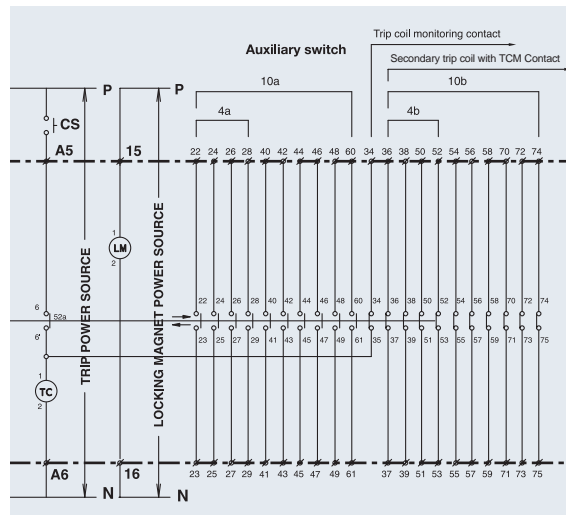 Trip coil monitoring contact
Auxiliary switch
Secondary trip coil with TCM Contact
P P 10a 10b
4a 4b
CS
A5 15 22 24 26 28 40 42 44 46 48 60 34 36 38 50 52 54 56 58 70 72 74
TRIP POWER SOURCE
LOCKING MAGNET POWER SOURCE
1
LM
2
6 S2a 22 24 26 28 40 42 44 46 48 60 34 36 38 50 52 54 56 58 70 72 74
6' 23 25 27 29 41 43 45 47 49 61 35 37 39 51 53 55 57 59 71 73 75
1
TC
2
A6 16 23 25 27 29 41 43 45 47 49 61 37 39 51 53 55 57 59 71 73 75
N N